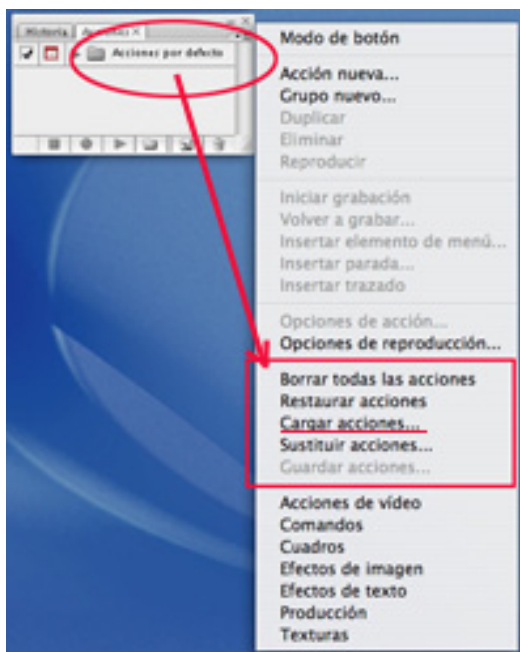 Historia Acciones ×
Acciones por defecto
Modo de botón
Acción nueva...
Grupo nuevo...
Duplicar
Eliminar
Reproducir
Iniciar grabación
Volver a grabar...
Insertar elemento de menú...
Insertar parada...
Insertar trazado
Opciones de acción...
Opciones de reproducción...
Borrar todas las acciones
Restaurar acciones
Cargar acciones...
Sustituir acciones...
Guardar acciones...
Acciones de vídeo
Comandos
Cuadros
Efectos de imagen
Efectos de texto
Producción
Texturas